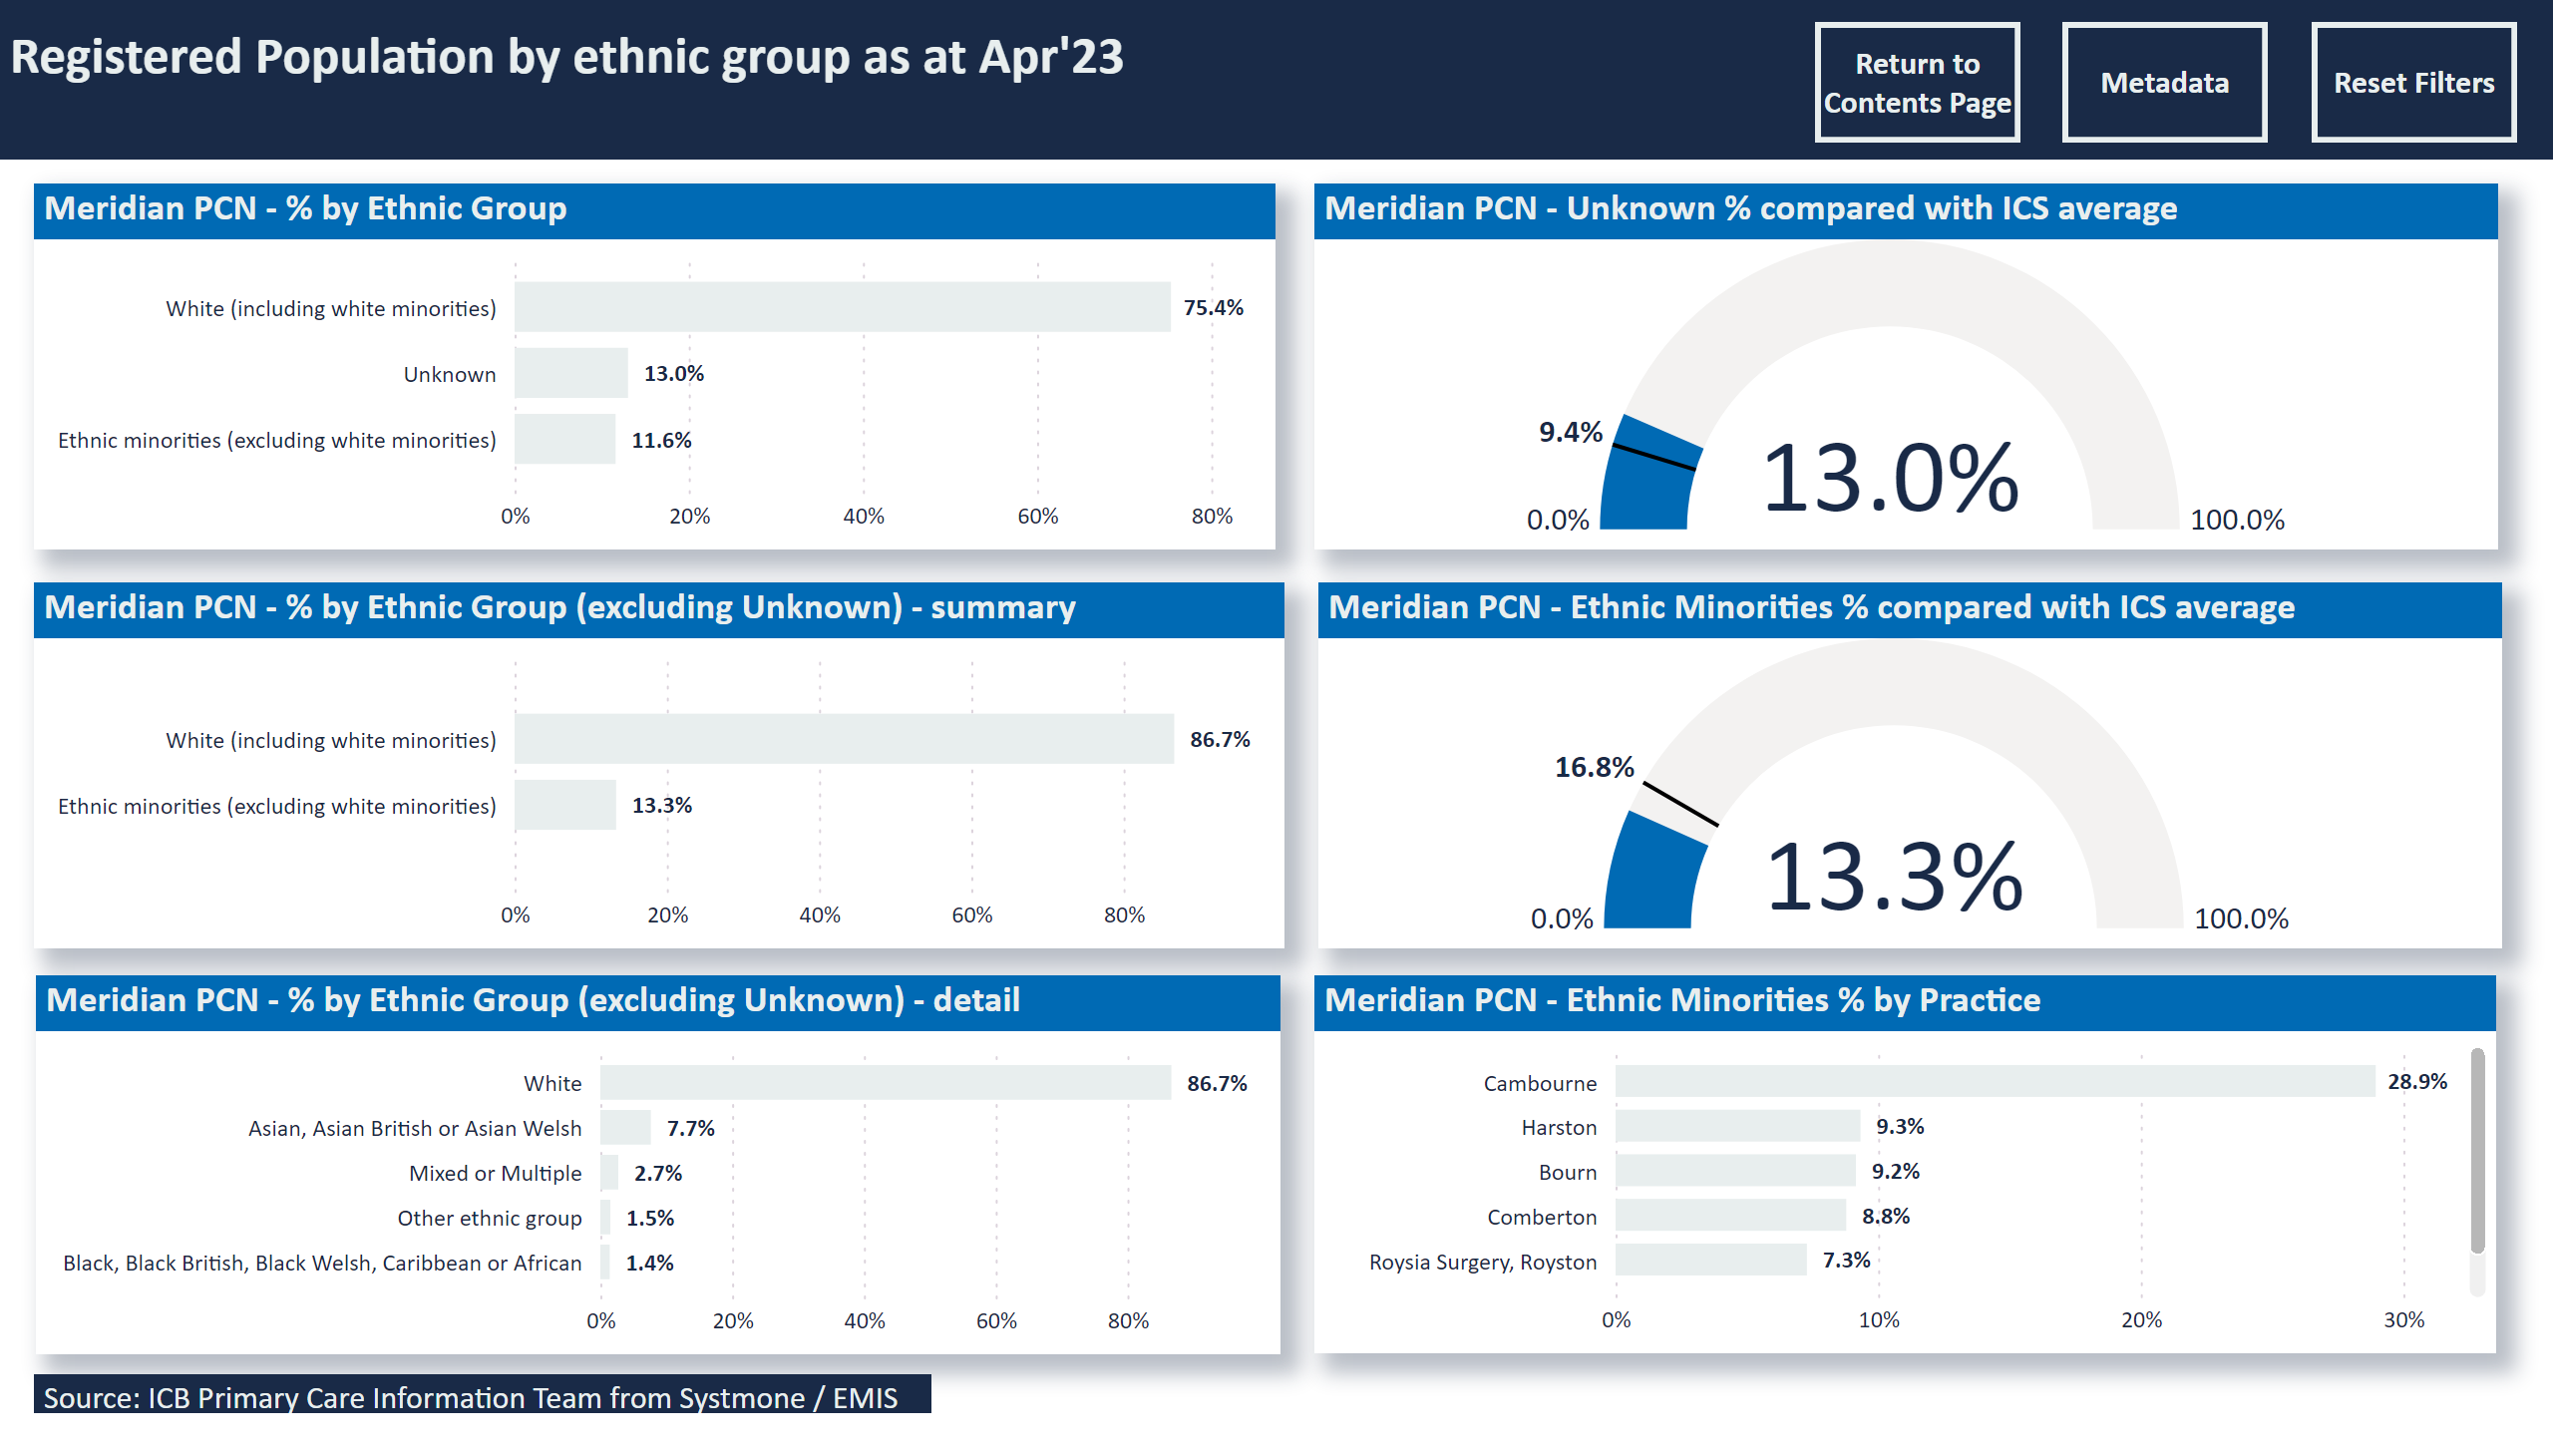 Registered Population by ethnic group as at Apr'23
Return to
Contents Page
Metadata
Reset Filters
Meridian PCN - % by Ethnic Group
White (including white minorities)
75.4%
Unknown
13.0%
Ethnic minorities (excluding white minorities)
11.6%
0%
20%
40%
60%
80%
Meridian PCN - Unknown % compared with ICS average
9.4%
13.0%
0.0%
100.0%
Meridian PCN - % by Ethnic Group (excluding Unknown) - summary
White (including white minorities)
86.7%
Ethnic minorities (excluding white minorities)
13.3%
0%
20%
40%
60%
80%
Meridian PCN - Ethnic Minorities % compared with ICS average
16.8%
13.3%
0.0%
100.0%
Meridian PCN - % by Ethnic Group (excluding Unknown) - detail
White
86.7%
Asian, Asian British or Asian Welsh
7.7%
Mixed or Multiple
2.7%
Other ethnic group
1.5%
Black, Black British, Black Welsh, Caribbean or African
1.4%
0%
20%
40%
60%
80%
Meridian PCN - Ethnic Minorities % by Practice
Cambourne
28.9%
Harston
9.3%
Bourn
9.2%
Comberton
8.8%
Roysia Surgery, Royston
7.3%
0%
10%
20%
30%
Source: ICB Primary Care Information Team from Systmone / EMIS